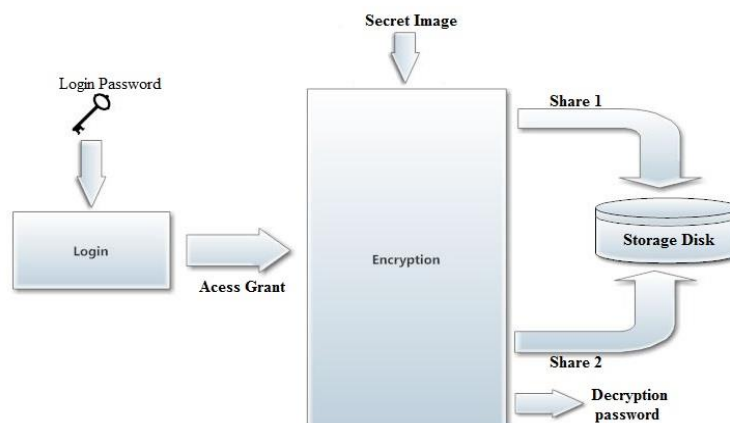 Secret Image
Login Password
Share 1
Login
Storage Disk
Encryption
Acess Grant
Share 2
Decryption
password